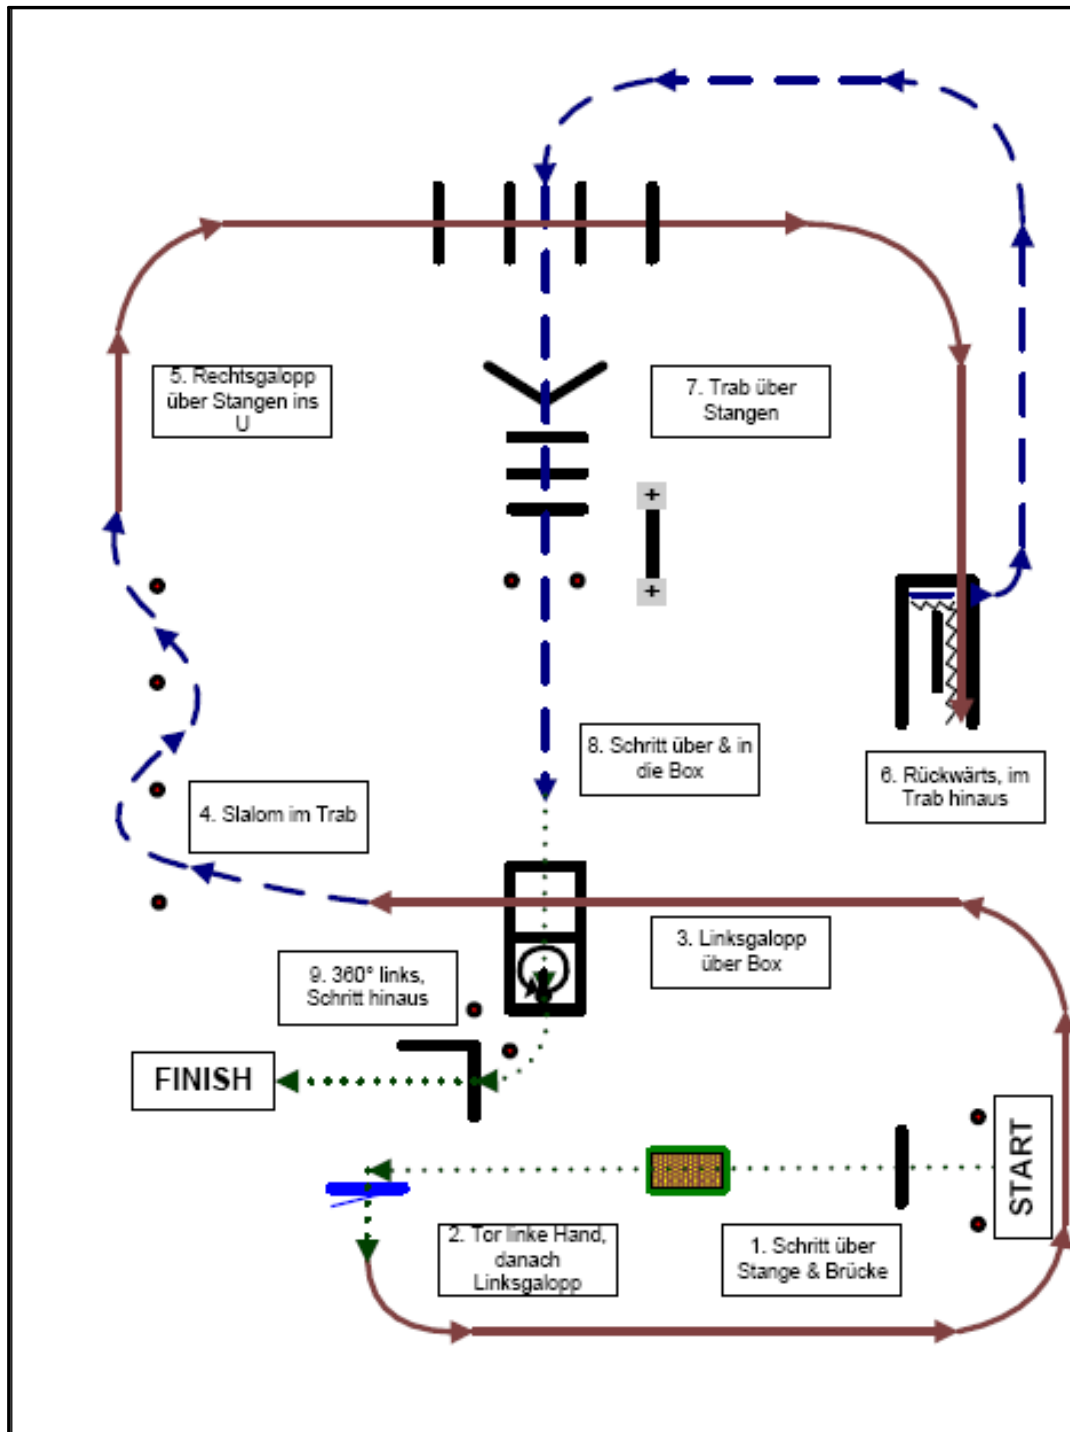 5. Rechtsgalopp
über Stangen ins
U
7. Trab über
Stangen
8. Schritt über & in
die Box
6. Rückwärts, im
Trab hinaus
4. Slalom im Trab
3. Linksgalopp
über Box
9. 360° links,
Schritt hinaus
FINISH
START
2. Tor linke Hand,
danach
Linksgalopp
1. Schritt über
Stange & Brücke